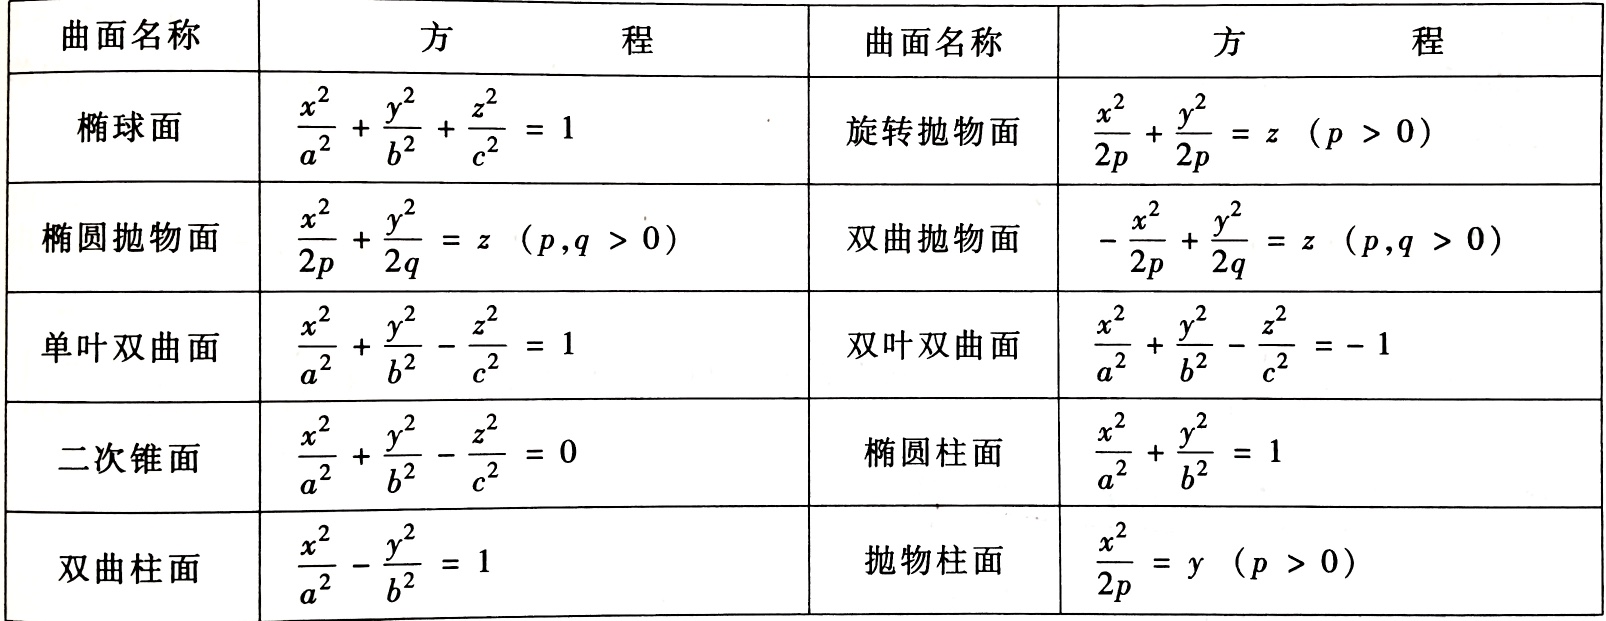 曲面名称 方 程 曲面名称 方 程
椭球面 $\frac{x^2}{a^2} + \frac{y^2}{b^2} + \frac{z^2}{c^2} = 1$ 旋转抛物面 $\frac{x^2}{2p} + \frac{y^2}{2p} = z$ (p > 0)
椭圆抛物面 $\frac{x^2}{2p} + \frac{y^2}{2q} = z$ (p,q > 0) 双曲抛物面 $-\frac{x^2}{2p} + \frac{y^2}{2q} = z$ (p,q > 0)
单叶双曲面 $\frac{x^2}{a^2} + \frac{y^2}{b^2} - \frac{z^2}{c^2} = 1$ 双叶双曲面 $\frac{x^2}{a^2} + \frac{y^2}{b^2} - \frac{z^2}{c^2} = -1$
二次锥面 $\frac{x^2}{a^2} + \frac{y^2}{b^2} - \frac{z^2}{c^2} = 0$ 椭圆柱面 $\frac{x^2}{a^2} + \frac{y^2}{b^2} = 1$
双曲柱面 $\frac{x^2}{a^2} - \frac{y^2}{b^2} = 1$ 抛物柱面 $\frac{x^2}{2p} = y$ (p > 0)